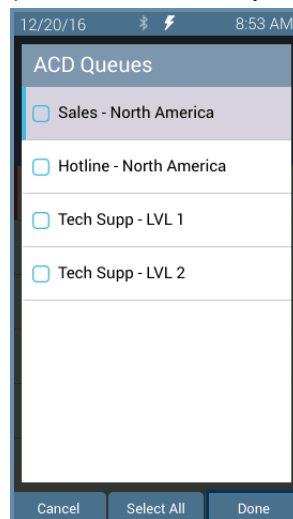 12/20/16 8:53 AM
ACD Queues
Sales - North America
Hotline - North America
Tech Supp - LVL 1
Tech Supp - LVL 2
Cancel Select All Done